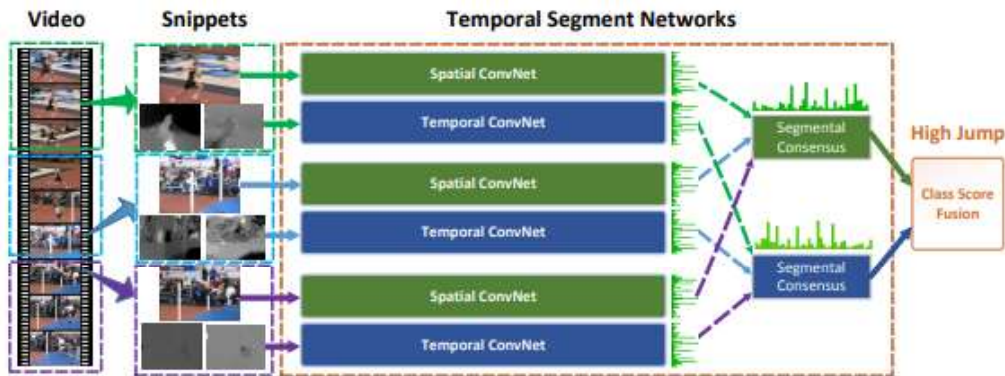 Video
Snippets
Temporal Segment Networks
Spatial ConvNet
Temporal ConvNet
Segmental
Consensus
High Jump
Spatial ConvNet
Temporal ConvNet
Class Score
Fusion
Segmental
Consensus
Spatial ConvNet
Temporal ConvNet